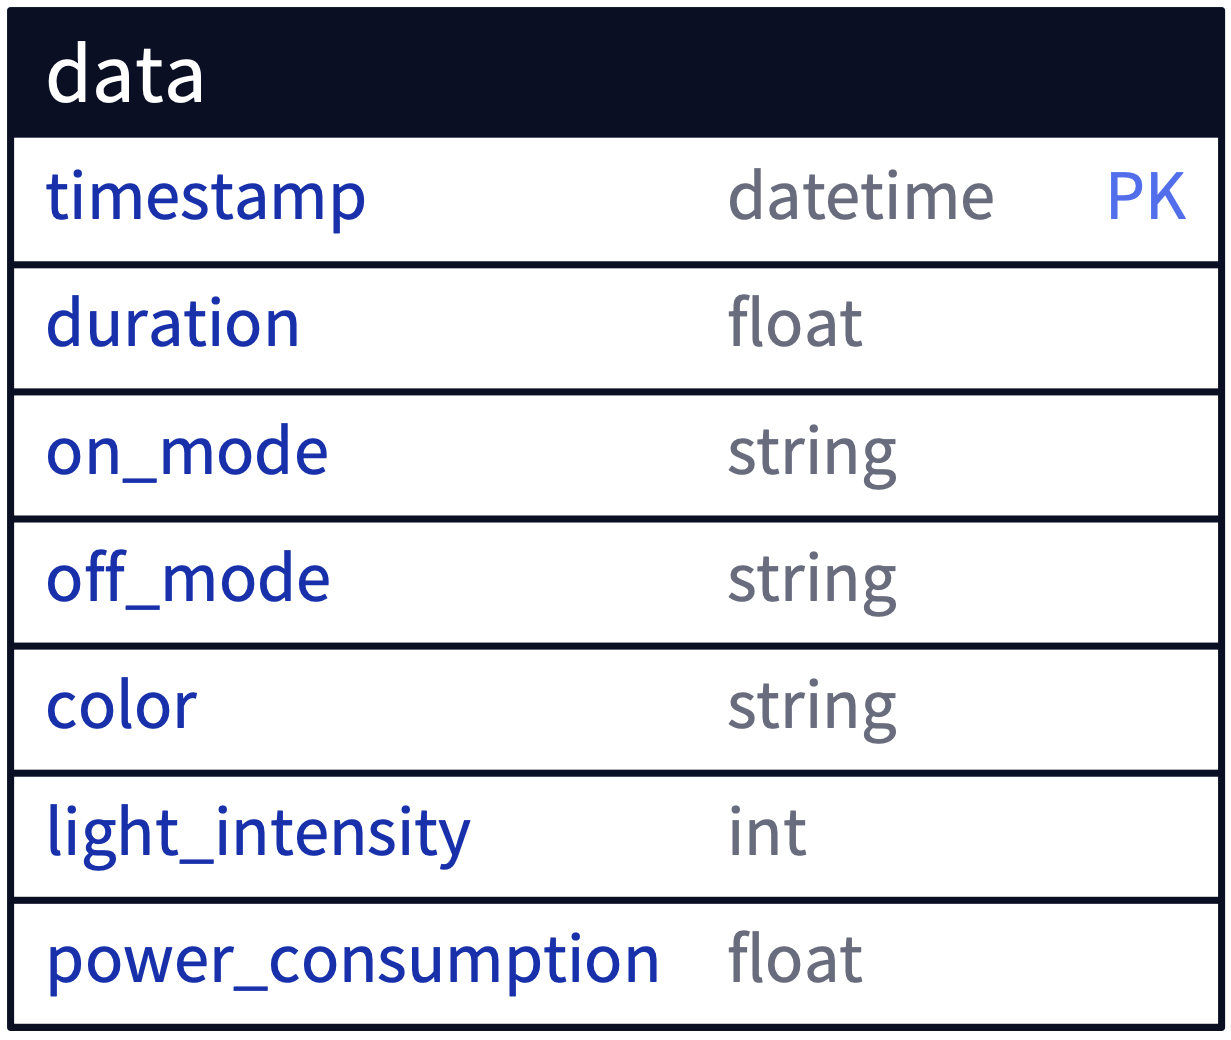 data
timestamp datetime PK
duration float
on_mode string
off_mode string
color string
light_intensity int
power_consumption float